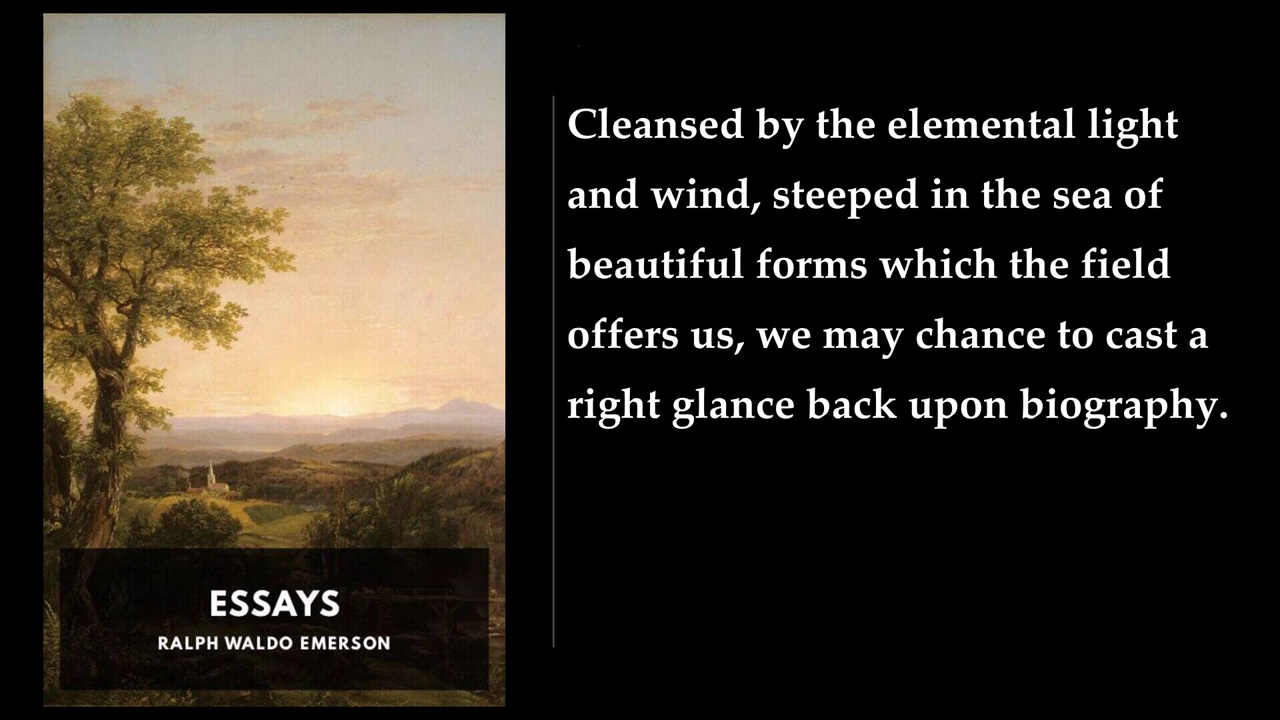 Cleansed by the elemental light
and wind, steeped in the sea of
beautiful forms which the field
offers us, we may chance to cast a
right glance back upon biography.
ESSAYS
RALPH WALDO EMERSON